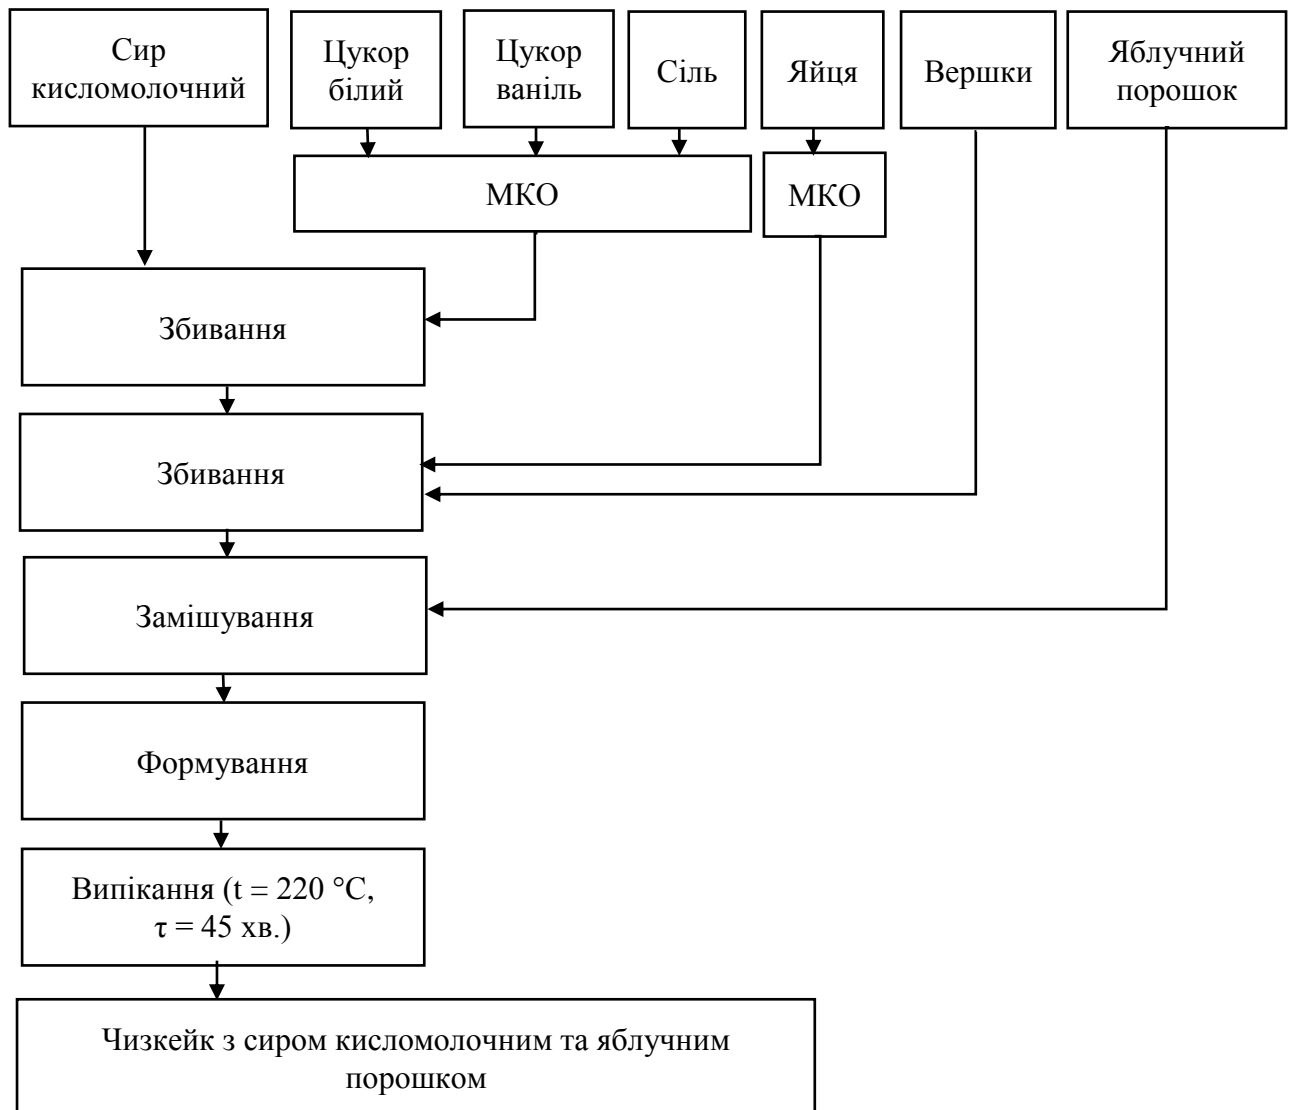 Сир
кисломолочний
Цукор
білий
Цукор
ваніль
Сіль
Яйця
Вершки
Яблучний
порошок
МКО
МКО
Збивання
Збивання
Замішування
Формування
Випікання (t = 220 °C,
τ = 45 хв.)
Чизкейк з сиром кисломолочним та яблучним
порошком